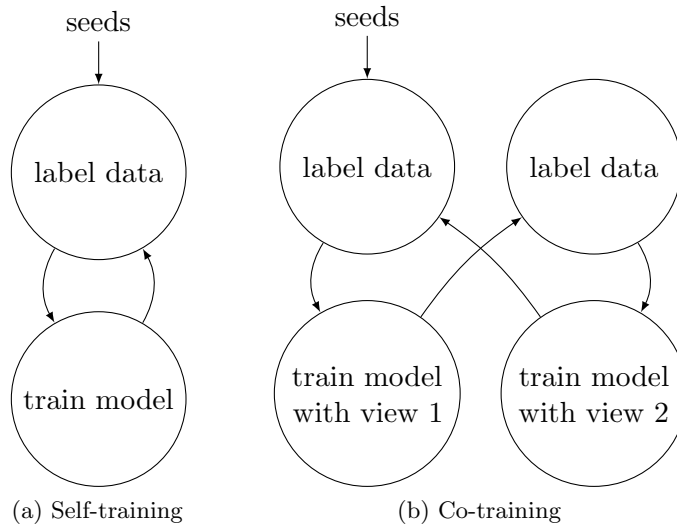 seeds
label data
train model
(a) Self-training
seeds
label data
label data
train model
with view 1
train model
with view 2
(b) Co-training